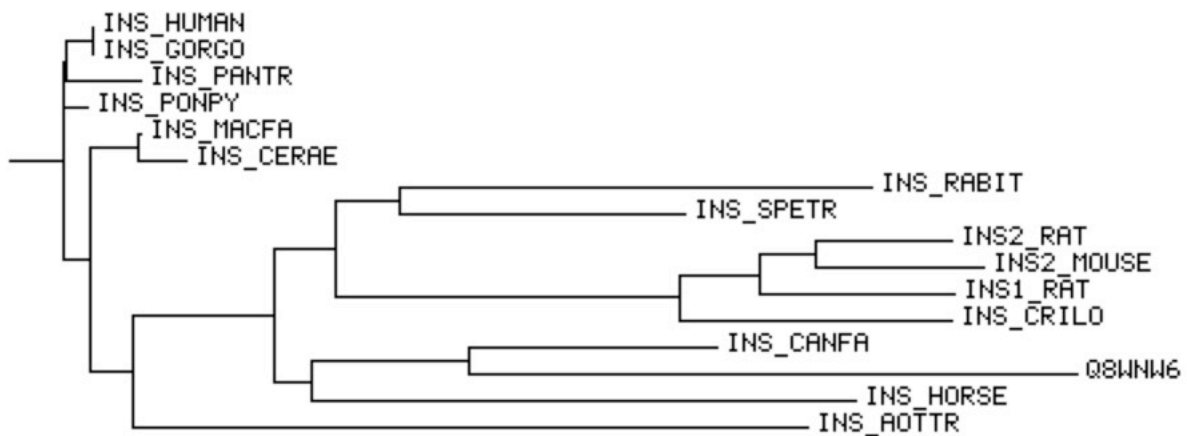 INS_HUMAN
INS_GORGO
INS_PANTR
INS_PONPY
INS_MACFA
INS_CERAE
INS_RABIT
INS_SPETR
INS2_RAT
INS2_MOUSE
INS1_RAT
INS_CRILO
INS_CANFA
Q8WNW6
INS_HORSE
INS_AOTTR